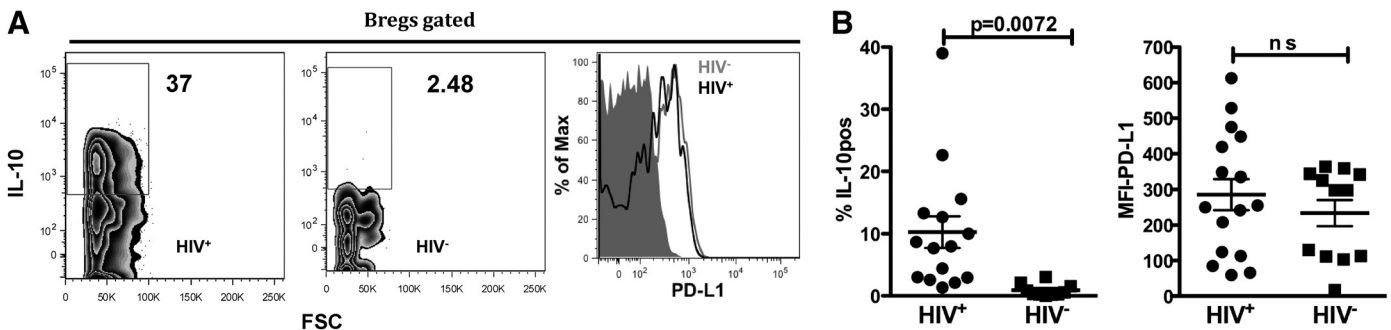 A
Bregs gated
IL-10
10⁵
10⁴
10³
10²
0
37
HIV⁺
0 50K 100K 150K 200K 250K
10⁵
10⁴
10³
10²
0
2.48
HIV⁻
0 50K 100K 150K 200K 250K
FSC
% of Max
100
80
60
40
20
0
HIV⁻
HIV⁺
0 10² 10³ 10⁴ 10⁵
PD-L1
B
p=0.0072
% IL-10pos
40
30
20
10
0
HIV⁺ HIV⁻
ns
MFI-PD-L1
700
600
500
400
300
200
100
0
HIV⁺ HIV⁻